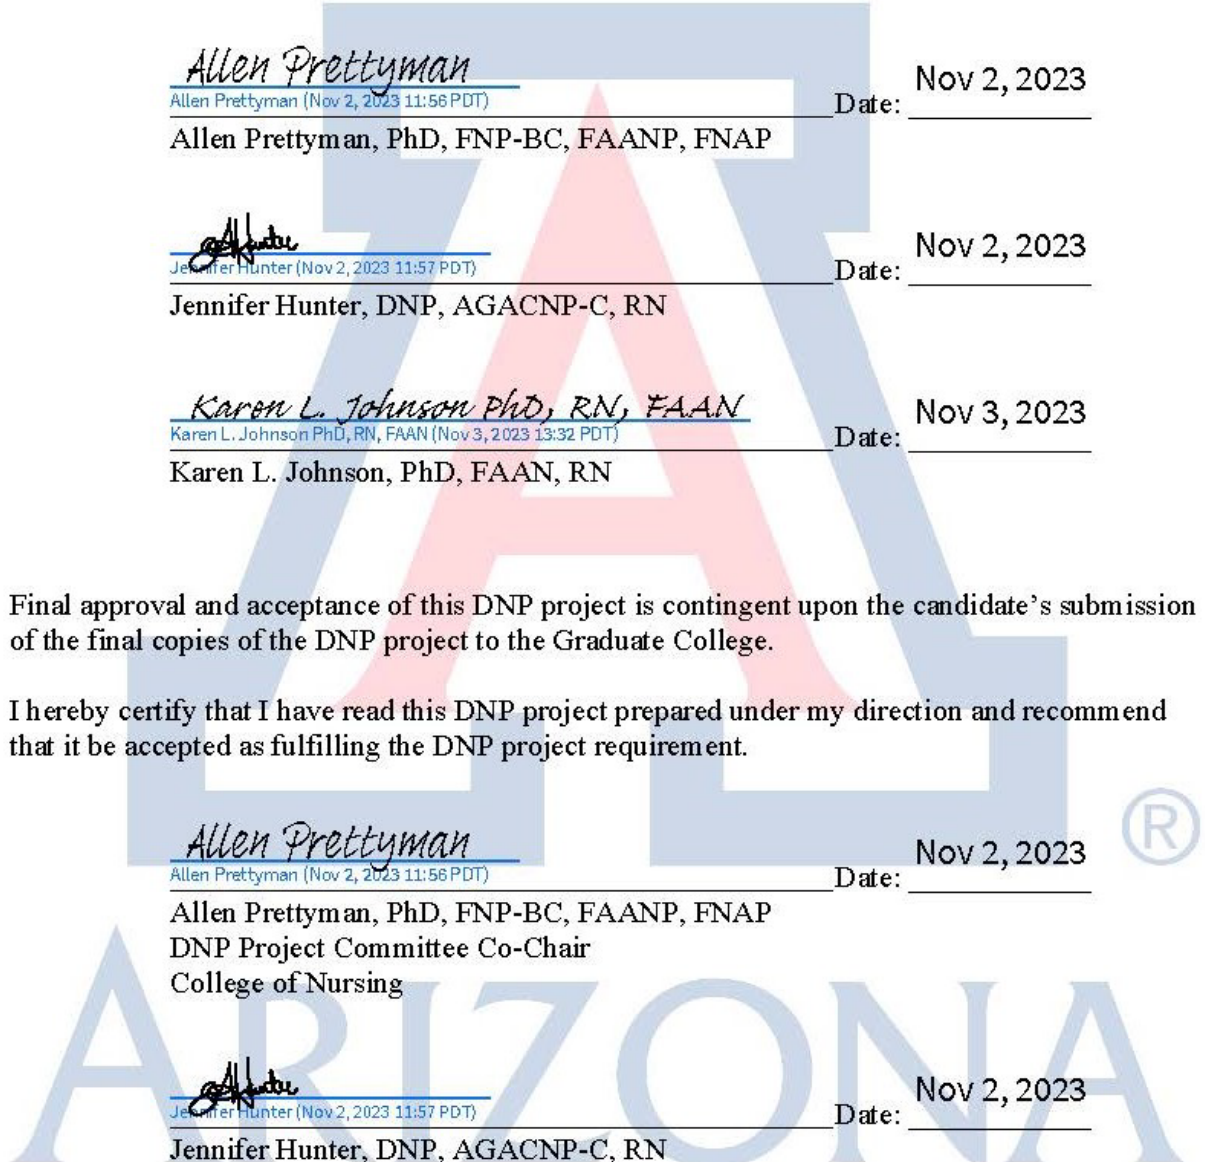 Allen Prettyman
Allen Prettyman (Nov 2, 2023 11:56 PDT)
Date: Nov 2, 2023
Allen Prettyman, PhD, FNP-BC, FAANP, FNAP
Jennifer Hunter (Nov 2, 2023 11:57 PDT)
Date: Nov 2, 2023
Jennifer Hunter, DNP, AGACNP-C, RN
Karen L. Johnson PhD, RN, FAAN
Karen L. Johnson PhD, RN, FAAN (Nov 3, 2023 13:32 PDT)
Date: Nov 3, 2023
Karen L. Johnson, PhD, FAAN, RN
Final approval and acceptance of this DNP project is contingent upon the candidate’s submission
of the final copies of the DNP project to the Graduate College.
I hereby certify that I have read this DNP project prepared under my direction and recommend
that it be accepted as fulfilling the DNP project requirement.
Allen Prettyman
Allen Prettyman (Nov 2, 2023 11:56 PDT)
Date: Nov 2, 2023
Allen Prettyman, PhD, FNP-BC, FAANP, FNAP
DNP Project Committee Co-Chair
College of Nursing
Jennifer Hunter (Nov 2, 2023 11:57 PDT)
Date: Nov 2, 2023
Jennifer Hunter, DNP, AGACNP-C, RN
A
®
ARIZONA